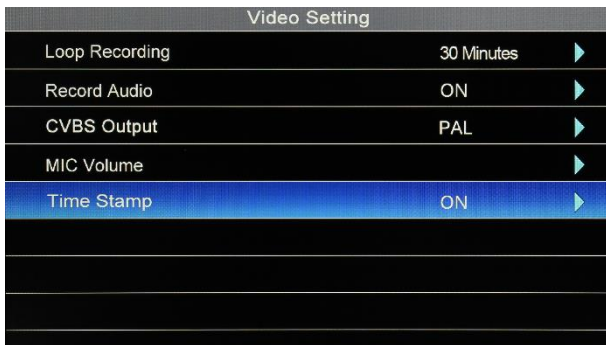 Video Setting
Loop Recording 30 Minutes
Record Audio ON
CVBS Output PAL
MIC Volume
Time Stamp ON